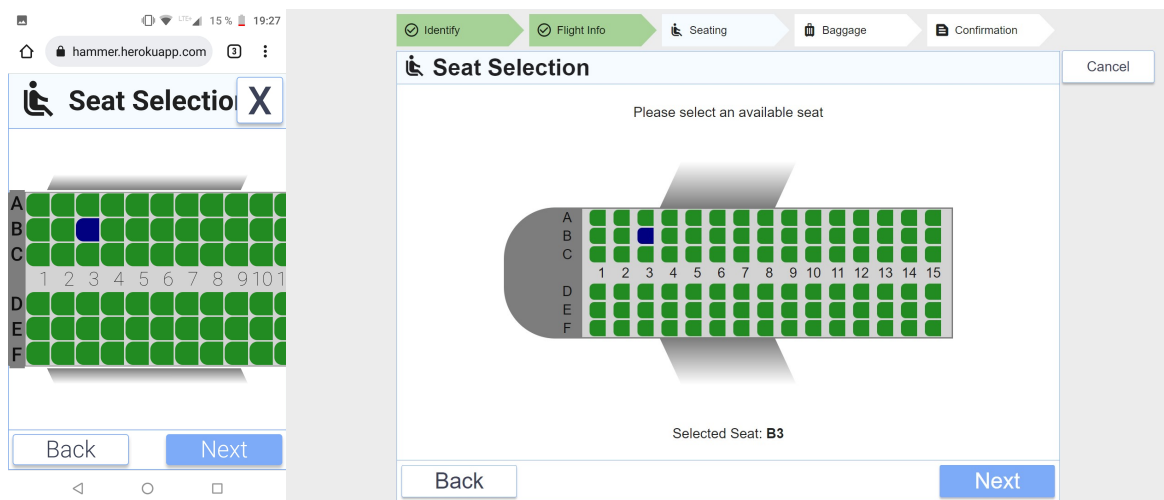 LTE+ 15 % 19:27
hammer.herokuapp.com 3
Seat Selection X
A
B
C
1 2 3 4 5 6 7 8 9 10 1
D
E
F
Back Next
Identify Flight Info Seating Baggage Confirmation
Seat Selection
Cancel
Please select an available seat
A
B
C
1 2 3 4 5 6 7 8 9 10 11 12 13 14 15
D
E
F
Selected Seat: B3
Back Next